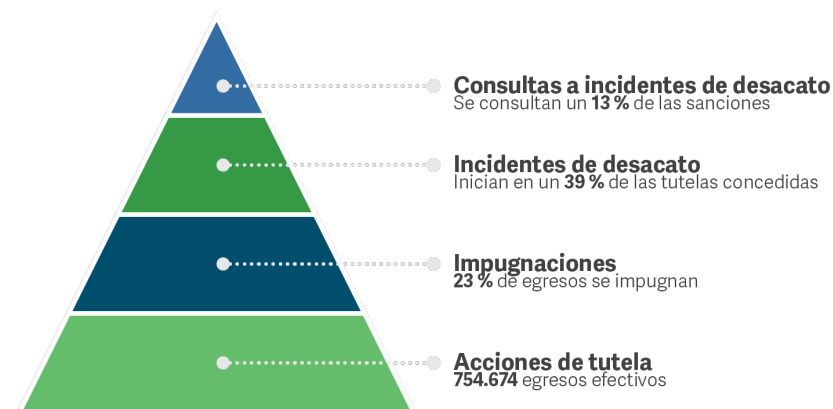 Consultas a incidentes de desacato
Se consultan un 13 % de las sanciones
Incidentes de desacato
Inician en un 39 % de las tutelas concedidas
Impugnaciones
23 % de egresos se impugnan
Acciones de tutela
754.674 egresos efectivos